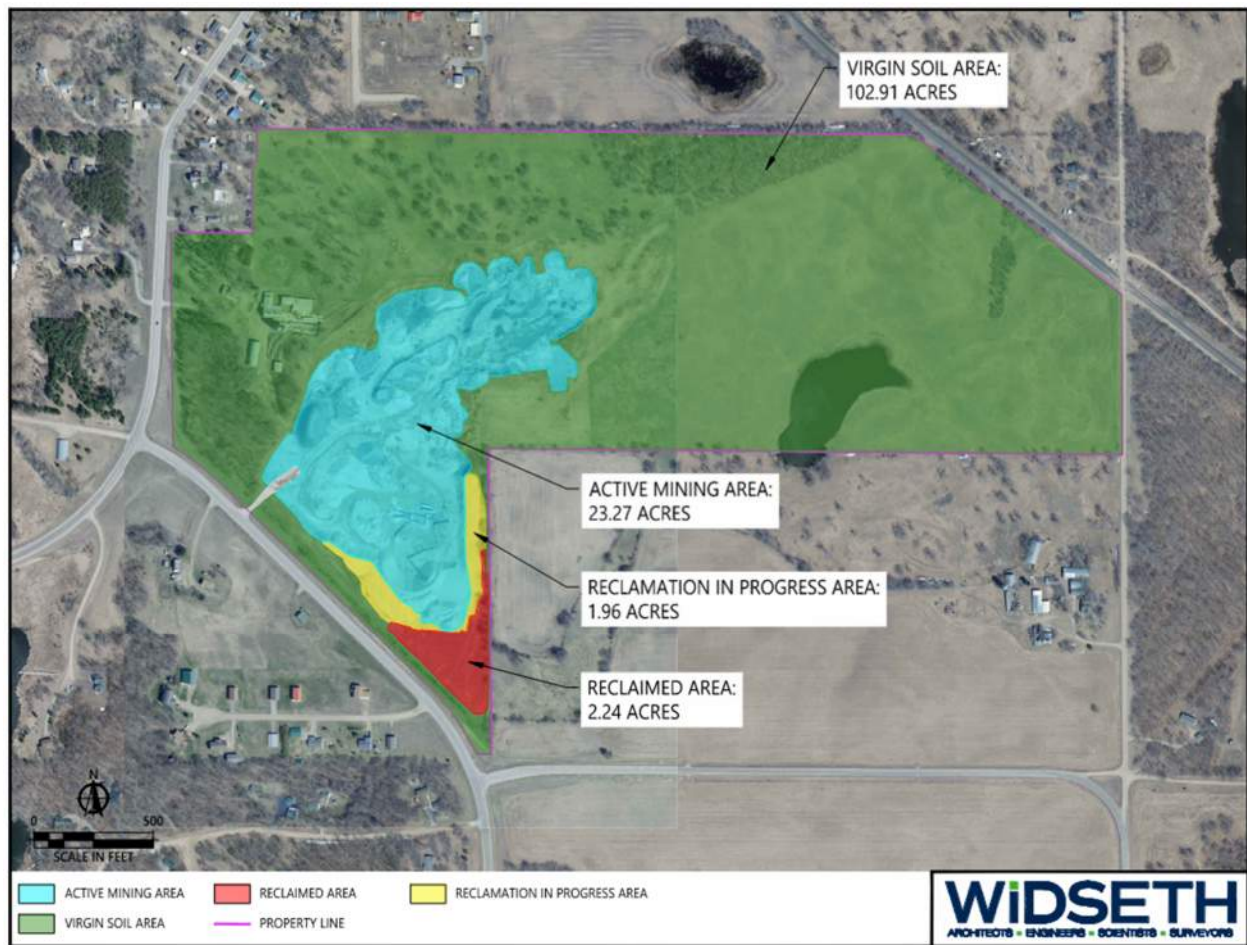 VIRGIN SOIL AREA:
102.91 ACRES
ACTIVE MINING AREA:
23.27 ACRES
RECLAMATION IN PROGRESS AREA:
1.96 ACRES
RECLAIMED AREA:
2.24 ACRES
N
0 500
SCALE IN FEET
ACTIVE MINING AREA
RECLAIMED AREA
RECLAMATION IN PROGRESS AREA
VIRGIN SOIL AREA
PROPERTY LINE
WiDSETH
ARCHITECTS ▪ ENGINEERS ▪ SCIENTISTS ▪ SURVEYORS